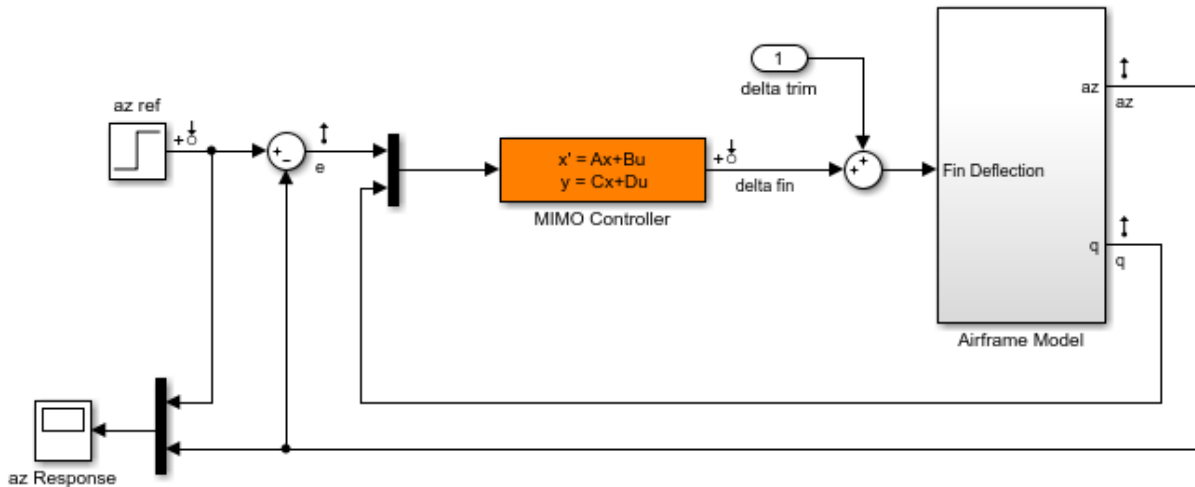 az ref
+
+
−
e
x' = Ax+Bu
y = Cx+Du
MIMO Controller
+
delta fin
1
delta trim
+
+
Fin Deflection
az
az
q
q
Airframe Model
az Response